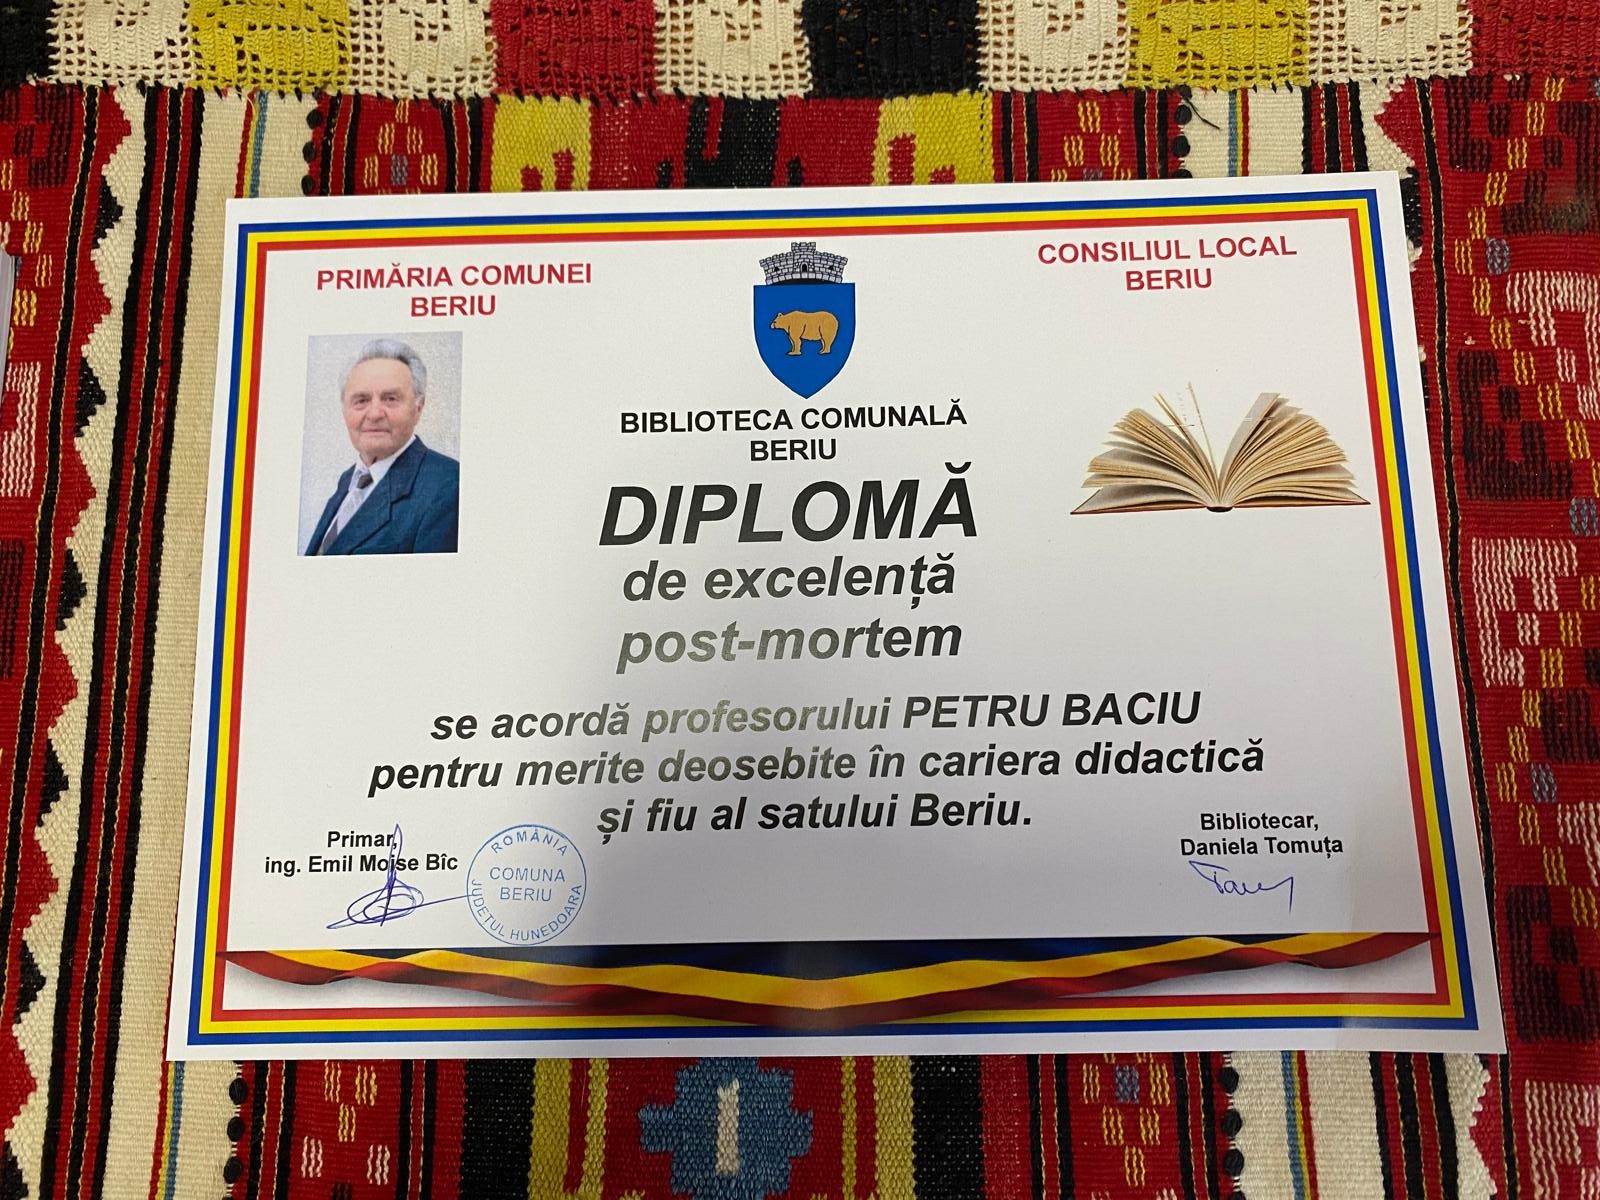 PRIMĂRIA COMUNEI
BERIU
CONSILIUL LOCAL
BERIU
BIBLIOTECA COMUNALĂ
BERIU
DIPLOMĂ
de excelență
post-mortem
se acordă profesorului PETRU BACIU
pentru merite deosebite în cariera didactică
și fiu al satului Beriu.
Primar,
ing. Emil Moise Bîc
ROMÂNIA
COMUNA
BERIU
JUDEȚUL HUNEDOARA
Bibliotecar,
Daniela Tomuța